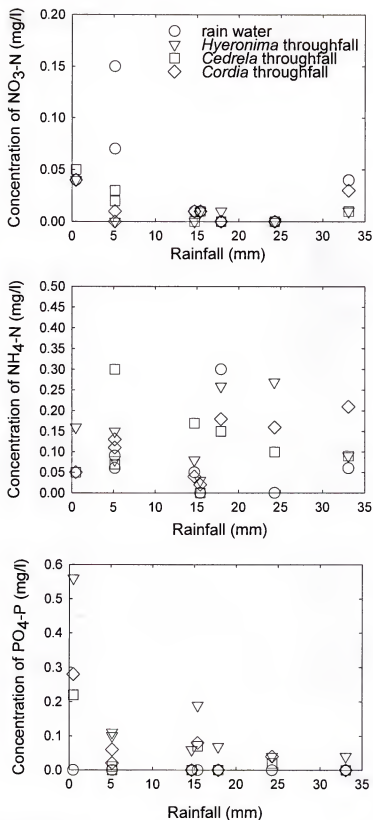 Concentration of NO3-N (mg/l)
0.20
0.15
0.10
0.05
0.00
rain water
Hyeronima throughfall
Cedrela throughfall
Cordia throughfall
0 5 10 15 20 25 30 35
Rainfall (mm)
Concentration of NH4-N (mg/l)
0.50
0.45
0.40
0.35
0.30
0.25
0.20
0.15
0.10
0.05
0.00
0 5 10 15 20 25 30 35
Rainfall (mm)
Concentration of PO4-P (mg/l)
0.6
0.5
0.4
0.3
0.2
0.1
0.0
0 5 10 15 20 25 30 35
Rainfall (mm)